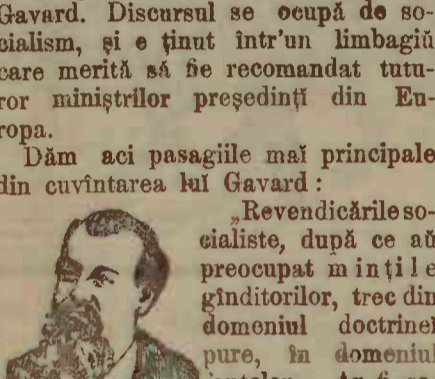 Gavard. Discursul se ocupă de so-
cialism, şi e ţinut într'un limbagiŭ
care merită să fie recomandat tutu-
ror miniştrilor preşedinţĭ din Eu-
ropa.
Dăm aci pasagiile maĭ principale
din cuvîntarea luĭ Gavard :
„Revendicările so-
cialiste, după ce aŭ
preocupat minţile
gînditorilor, trec din
domeniul doctrineĭ
pure, în domeniul